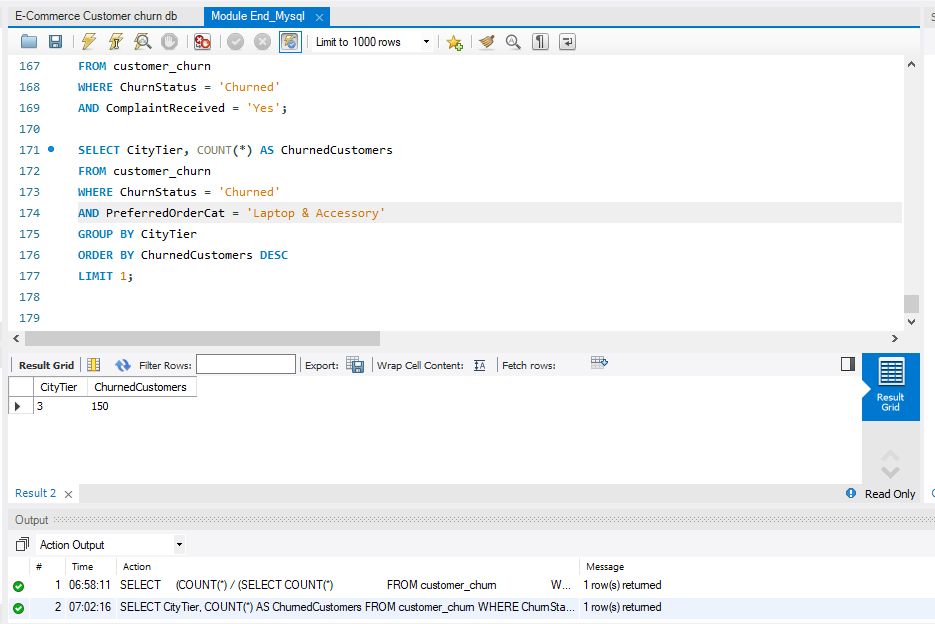 E-Commerce Customer churn db
Module End_Mysql
Limit to 1000 rows
167 FROM customer_churn
168 WHERE ChurnStatus = 'Churned'
169 AND ComplaintReceived = 'Yes';
170
171 SELECT CityTier, COUNT(*) AS ChurnedCustomers
172 FROM customer_churn
173 WHERE ChurnStatus = 'Churned'
174 AND PreferredOrderCat = 'Laptop & Accessory'
175 GROUP BY CityTier
176 ORDER BY ChurnedCustomers DESC
177 LIMIT 1;
178
179
Result Grid Filter Rows: Export: Wrap Cell Content: Fetch rows:
CityTier ChurnedCustomers
3 150
Result
Grid
Result 2 Read Only
Output
Action Output
# Time Action Message
1 06:58:11 SELECT (COUNT(*) / (SELECT COUNT(*) FROM customer_churn W... 1 row(s) returned
2 07:02:16 SELECT CityTier, COUNT(*) AS ChurnedCustomers FROM customer_churn WHERE ChurnSta... 1 row(s) returned